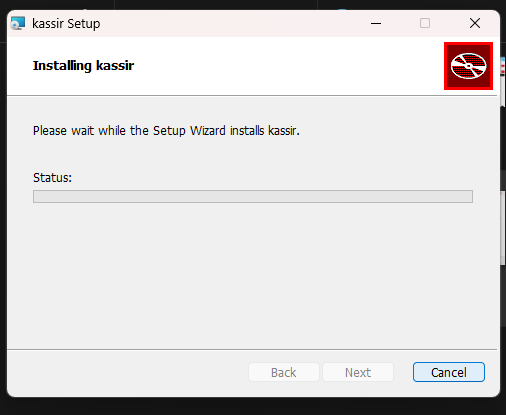 kassir Setup
Installing kassir
Please wait while the Setup Wizard installs kassir.
Status:
Back
Next
Cancel